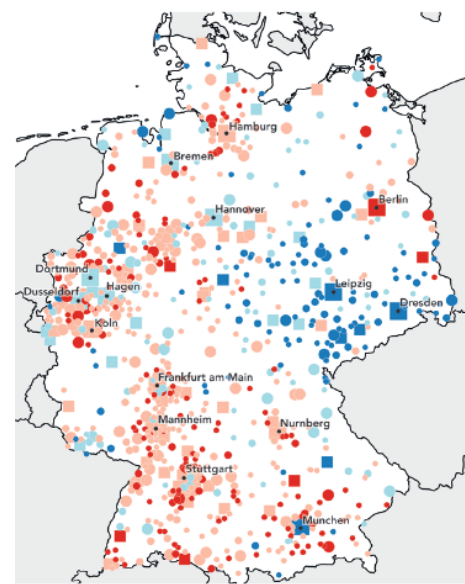 Hamburg
Bremen
Berlin
Hannover
Dortmund
Leipzig
Dusseldorf
Hagen
Dresden
Koln
Frankfurt am Main
Mannheim
Nurnberg
Stuttgart
Munchen